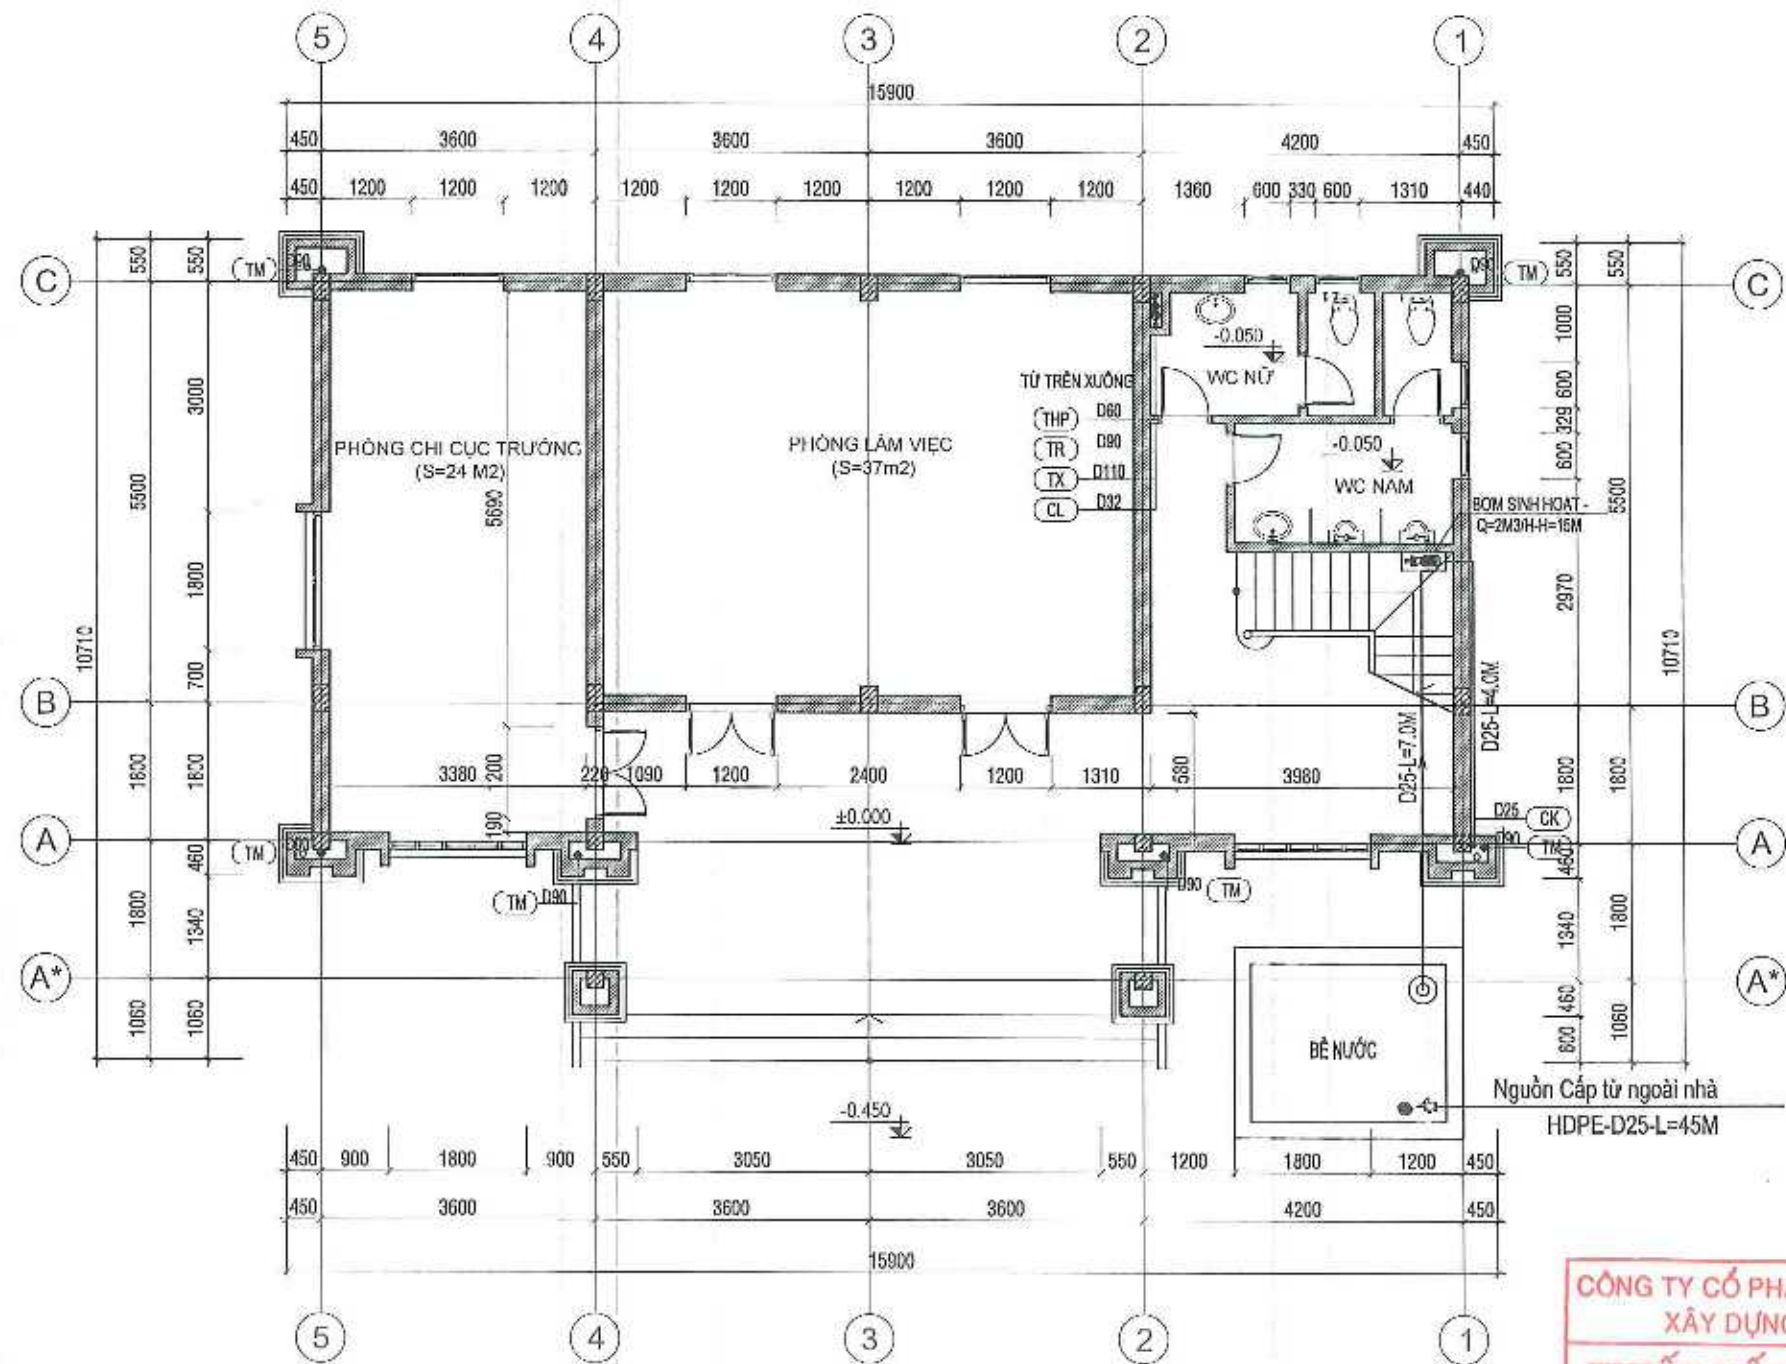 5 4 3 2 1
15900
450 3600 3600 3600 4200 450
450 1200 1200 1200 1200 1200 1200 1200 1200 1200 1360 600 330 600 1310 440
C
550
550
TM
D90
D90
TM
550
550
C
1000
-0.050
WC NỮ
TỪ TRÊN XUỐNG
THP D60
TR D90
TX D110
CL D32
3000
600
329
600
PHÒNG CHI CỤC TRƯỞNG
(S=24 M2)
PHÒNG LÀM VIỆC
(S=37m2)
-0.050
WC NAM
5500
5690
BƠM SINH HOẠT -
Q=2M3/H-H=15M
5500
1800
2970
10710
10710
700
B
B
D25-L=4.0M
D25-L=7.0M
1800
1800
3380
200
220 1090 1200 2400 1310
580
3980
1800
1800
190
±0.000
D25 CK
A
D90
TM
460
D90
TM
460
A
TM D90
D90 TM
1800
1340
1340
1800
A*
A*
1060
1060
460
600
1060
BỂ NƯỚC
Nguồn Cấp từ ngoài nhà
HDPE-D25-L=45M
-0.450
450 900 1800 900 550 3050 3050 550 1200 1800 1200 450
450 3600 3600 3600 4200 450
15900
5 4 3 2 1
CÔNG TY CỔ PH
XÂY DỰNG